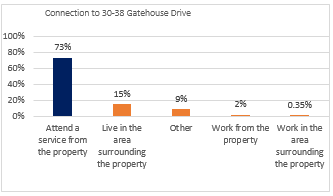 Connection to 30-38 Gatehouse Drive
100%
80%
60%
40%
20%
0%
73%
15%
9%
2%
0.35%
Attend a
service from
the property
Live in the
area
surrounding
the property
Other
Work from the
property
Work in the
area
surrounding
the property